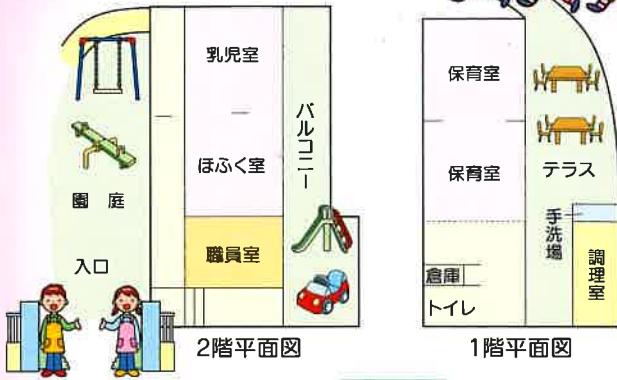 乳児室
ほふく室
職員室
バルコニー
園庭
入口
2階平面図
保育室
保育室
テラス
手洗場
調理室
倉庫
トイレ
1階平面図